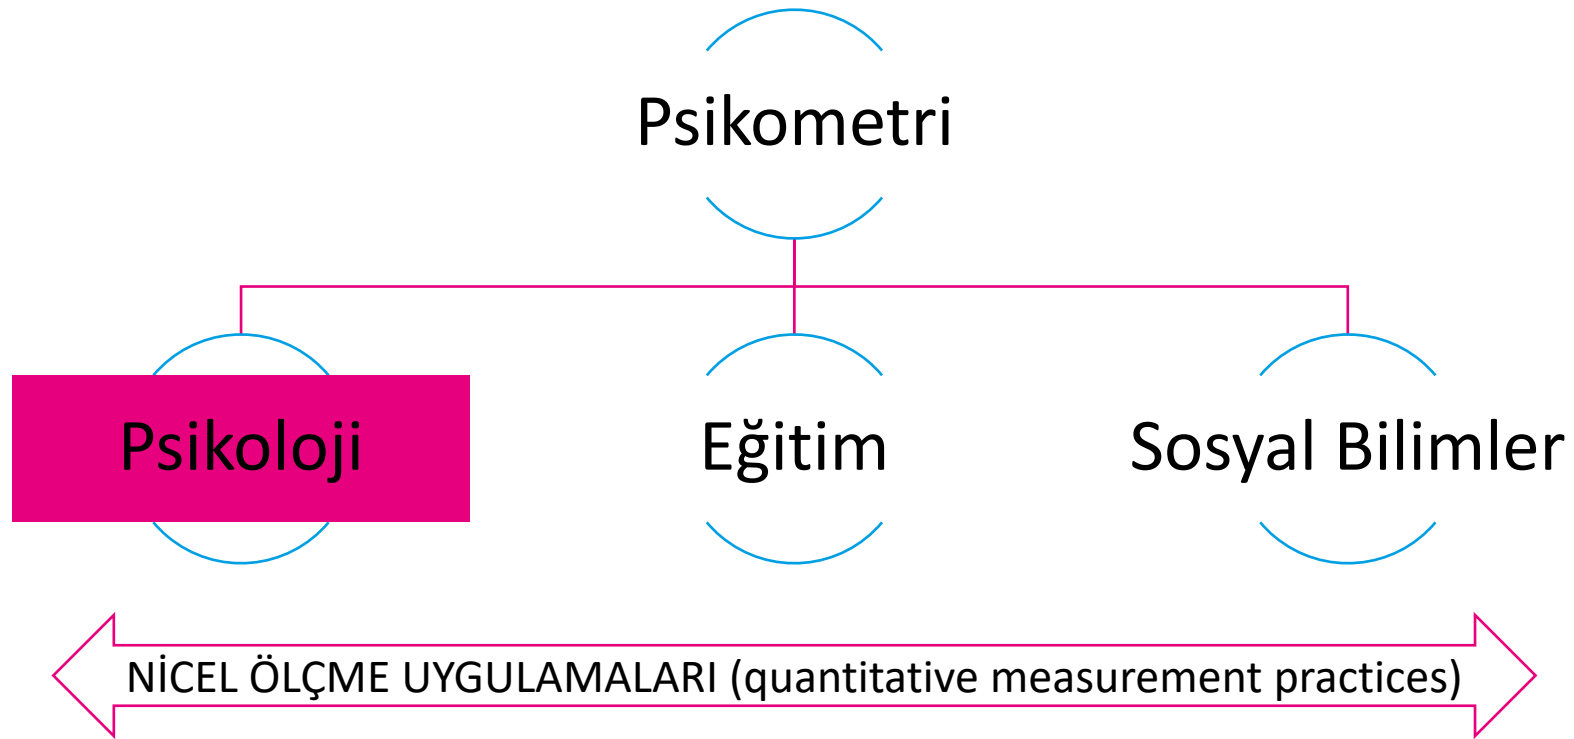 Psikometri
Psikoloji
Eğitim
Sosyal Bilimler
NİCEL ÖLÇME UYGULAMALARI (quantitative measurement practices)